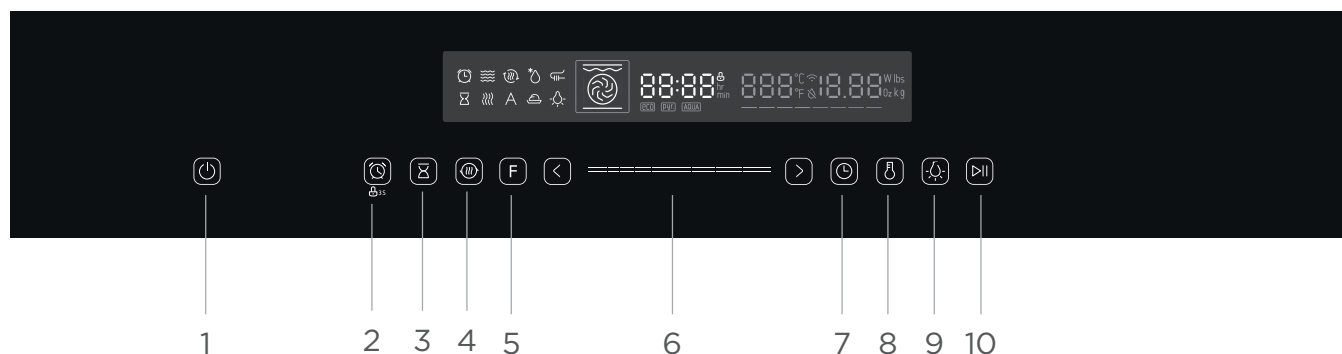 A
88:88 hr min
eco pyr AQUA
888 °C °F 18.88 W lbs Oz kg
F
3S
1 2 3 4 5 6 7 8 9 10